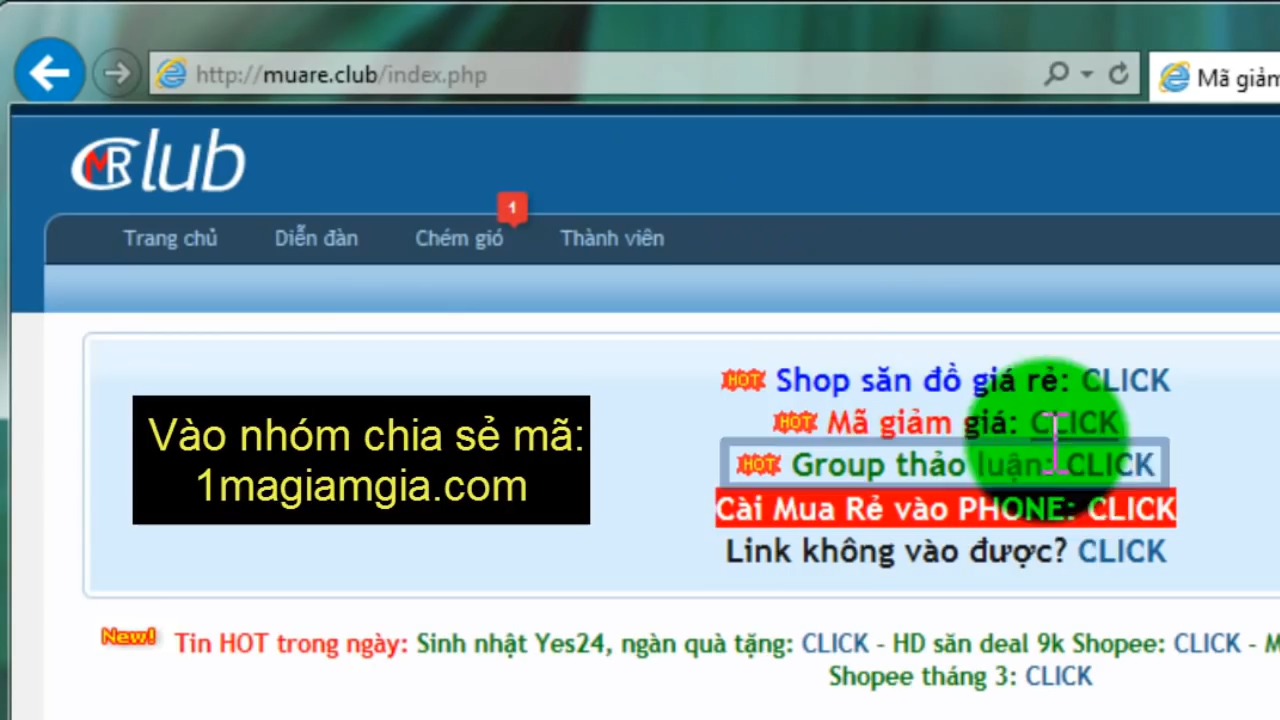 http://muare.club/index.php
Mã giảm
MRClub
1
Trang chủ
Diễn đàn
Chém gió
Thành viên
HOT Shop săn đồ giá rẻ: CLICK
HOT Mã giảm giá: CLICK
HOT Group thảo luận: CLICK
Cài Mua Rẻ vào PHONE: CLICK
Link không vào được? CLICK
Vào nhóm chia sẻ mã:
1magiamgia.com
New! Tin HOT trong ngày: Sinh nhật Yes24, ngàn quà tặng: CLICK - HD săn deal 9k Shopee: CLICK - M
Shopee tháng 3: CLICK